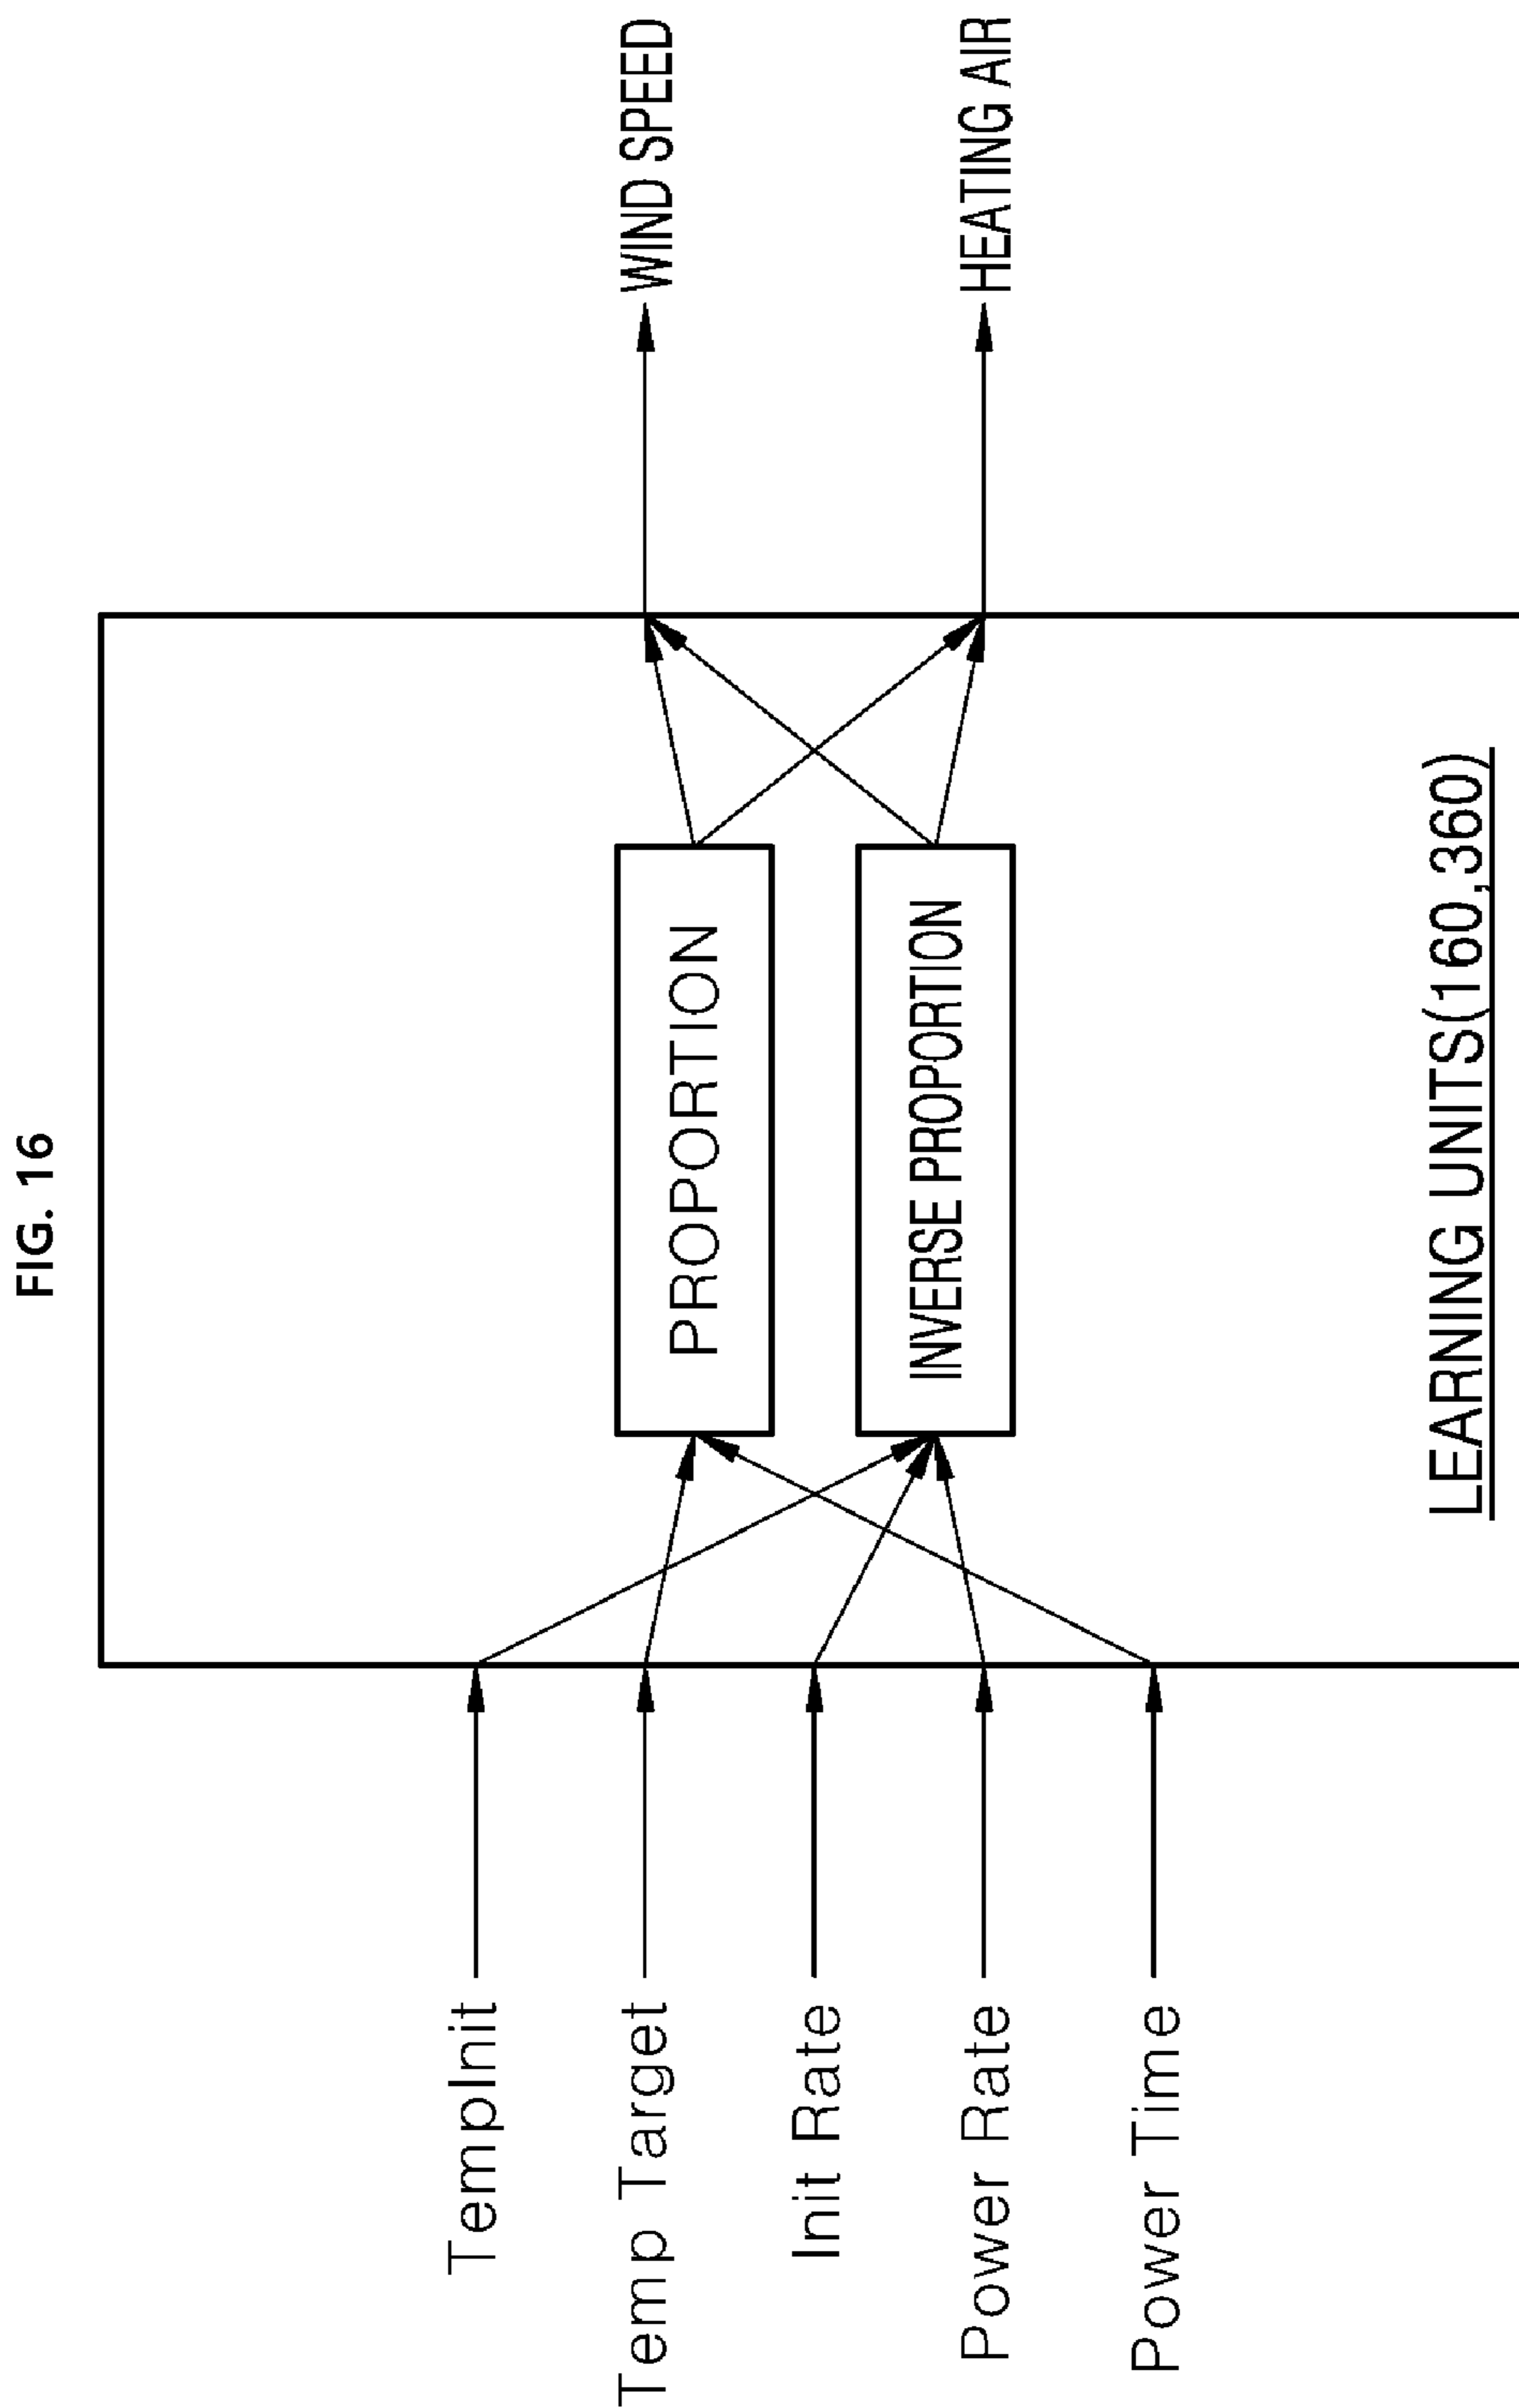 FIG. 16
TempInit
Temp Target
Init Rate
Power Rate
Power Time
PROPORTION
INVERSE PROPORTION
WIND SPEED
HEATING AIR
LEARNING UNITS(160,360)